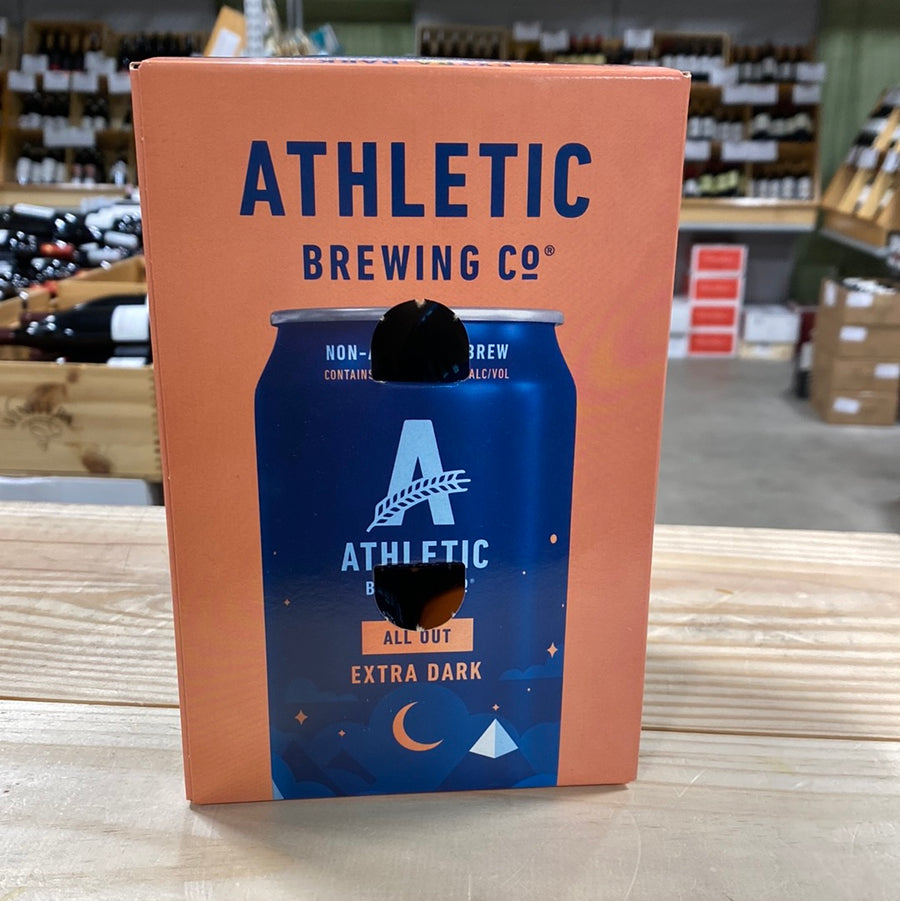 ATHLETIC
BREWING Cº®
NON-A BREW
CONTAINS ALC/VOL
A
ATHLETIC
B
ALL OUT
EXTRA DARK